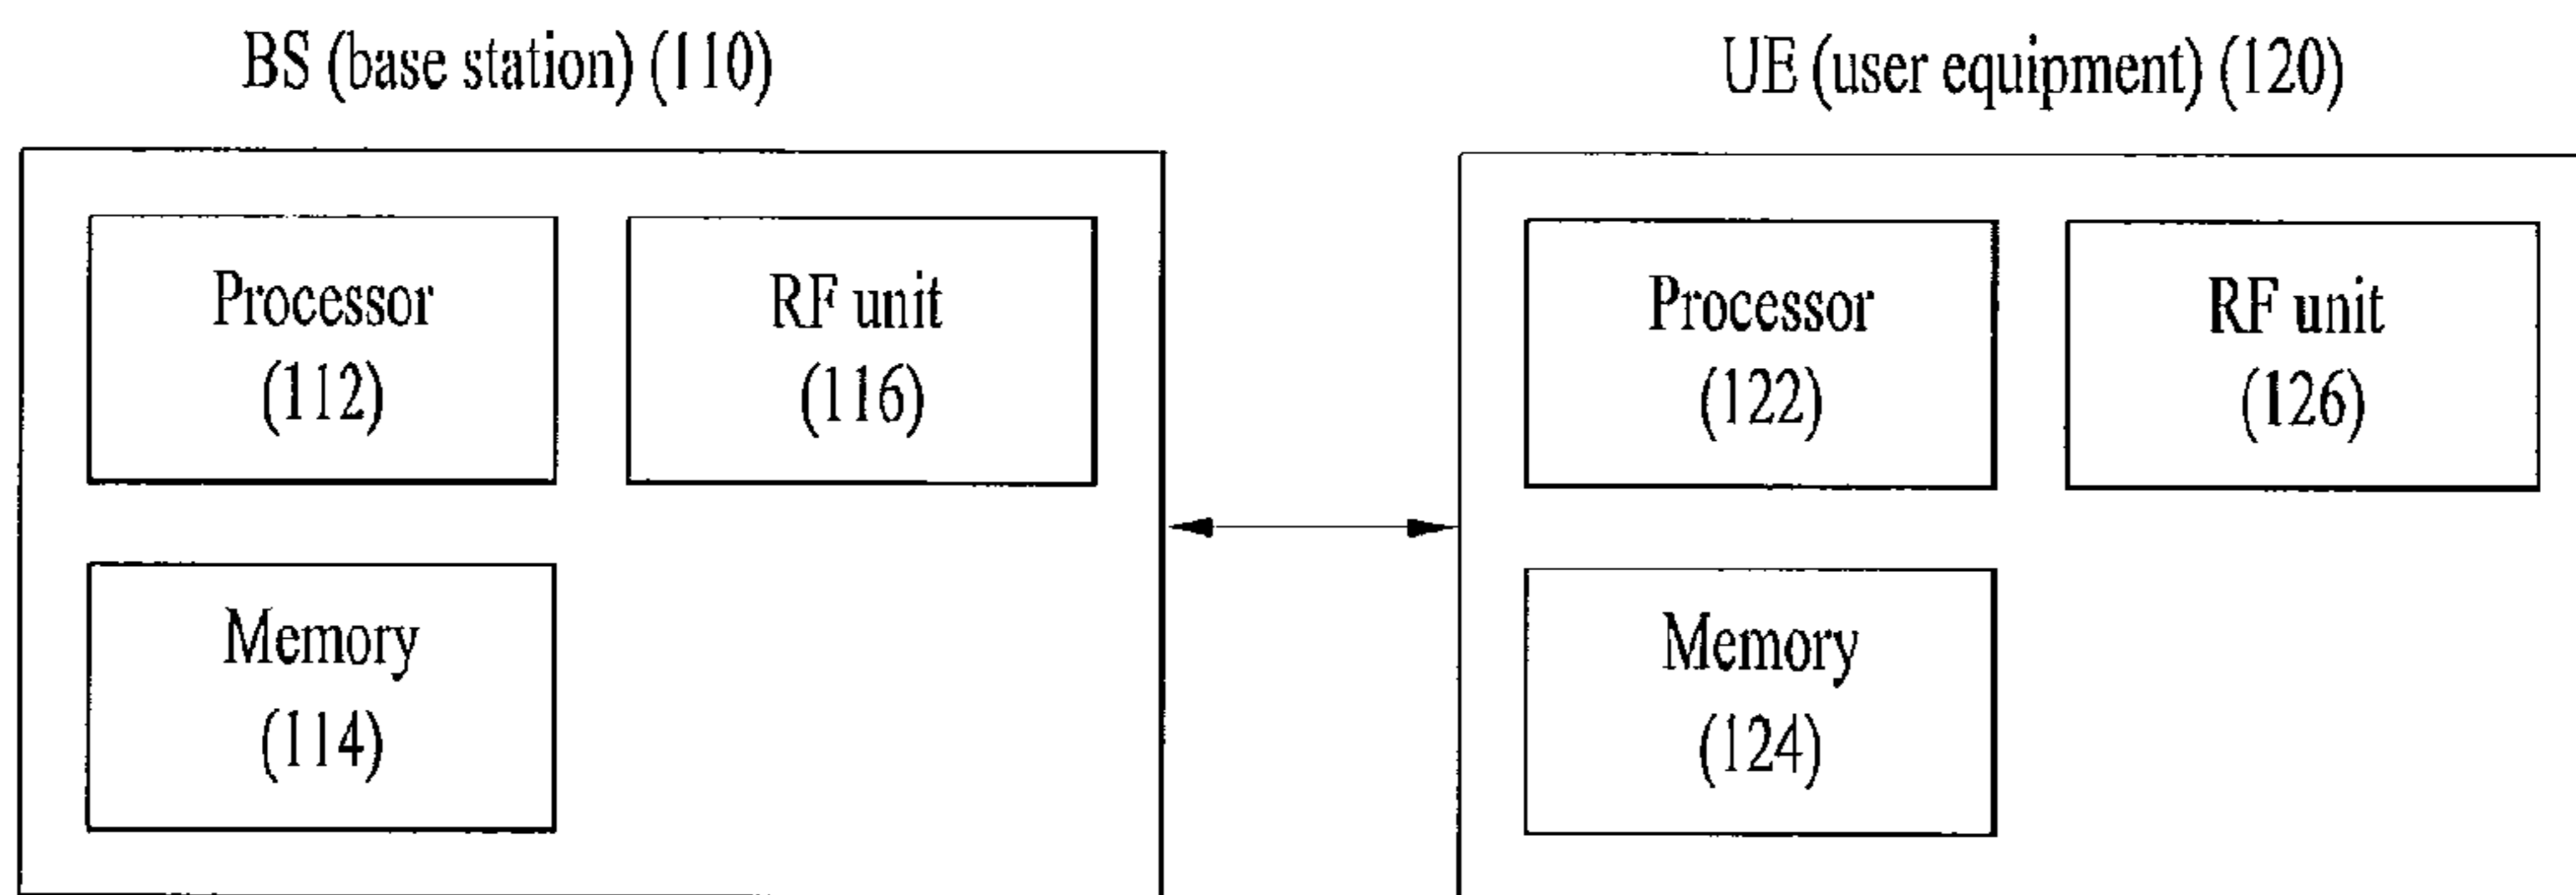 BS (base station) (110)
UE (user equipment) (120)
Processor
(112)
RF unit
(116)
Memory
(114)
Processor
(122)
RF unit
(126)
Memory
(124)